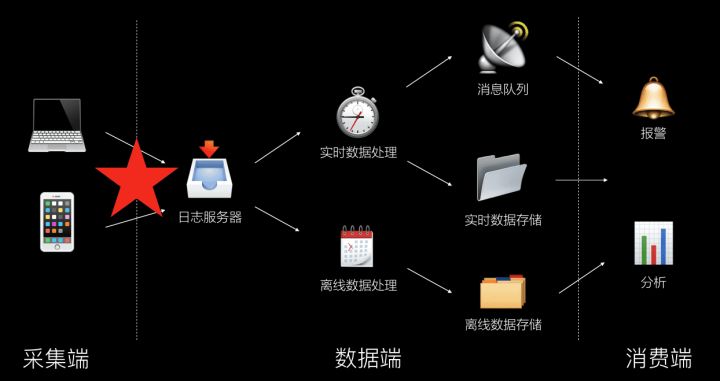 消息队列
报警
实时数据处理
日志服务器
实时数据存储
离线数据处理
分析
离线数据存储
采集端
数据端
消费端